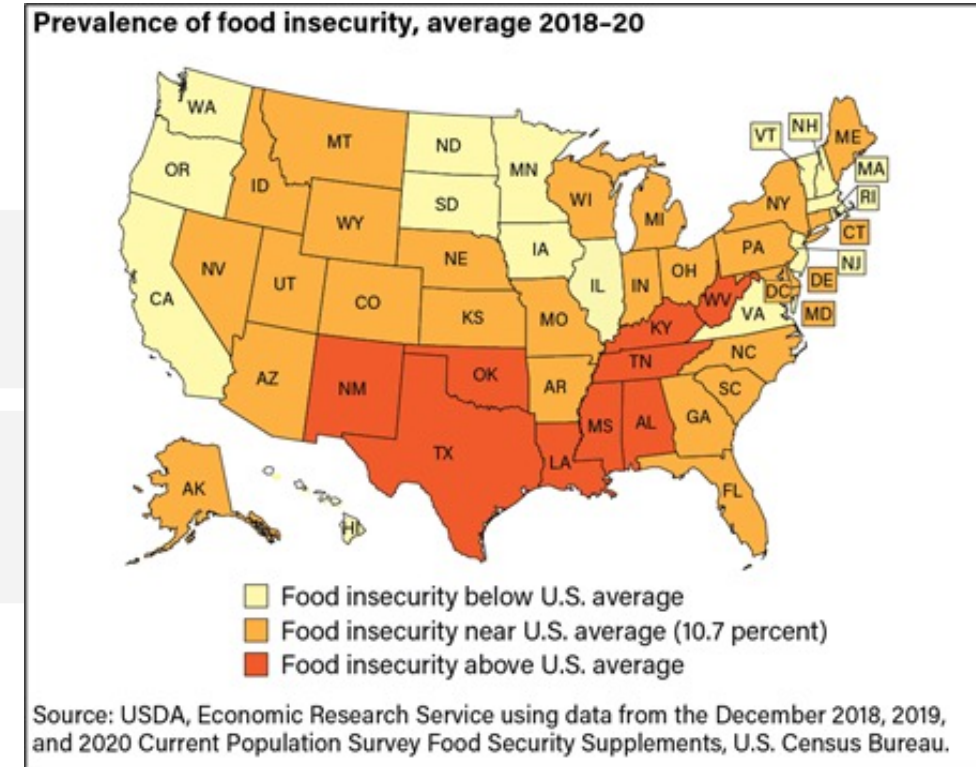 Prevalence of food insecurity, average 2018–20
WA
MT
ND
MN
VT
NH
ME
OR
ID
SD
WI
MI
NY
MA
RI
WY
CT
NV
NE
IA
PA
NJ
UT
CO
IL
IN
OH
DC
DE
CA
KS
MO
WV
VA
MD
KY
AZ
NM
OK
AR
TN
NC
SC
TX
LA
MS
AL
GA
AK
HI
FL
Food insecurity below U.S. average
Food insecurity near U.S. average (10.7 percent)
Food insecurity above U.S. average
Source: USDA, Economic Research Service using data from the December 2018, 2019,
and 2020 Current Population Survey Food Security Supplements, U.S. Census Bureau.